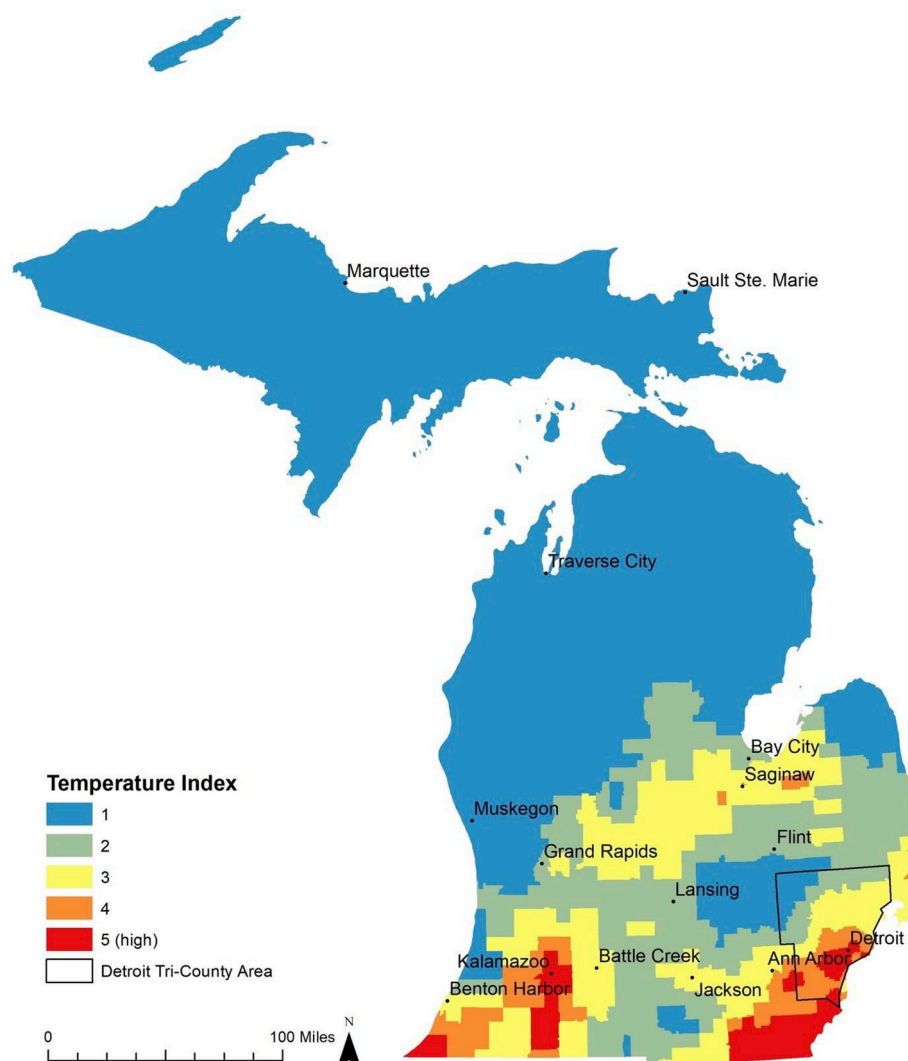 Marquette
Sault Ste. Marie
Traverse City
Bay City
Saginaw
Muskegon
Flint
Grand Rapids
Lansing
Detroit
Battle Creek
Ann Arbor
Kalamazoo
Jackson
Benton Harbor
Temperature Index
1
2
3
4
5 (high)
Detroit Tri-County Area
0 100 Miles
N